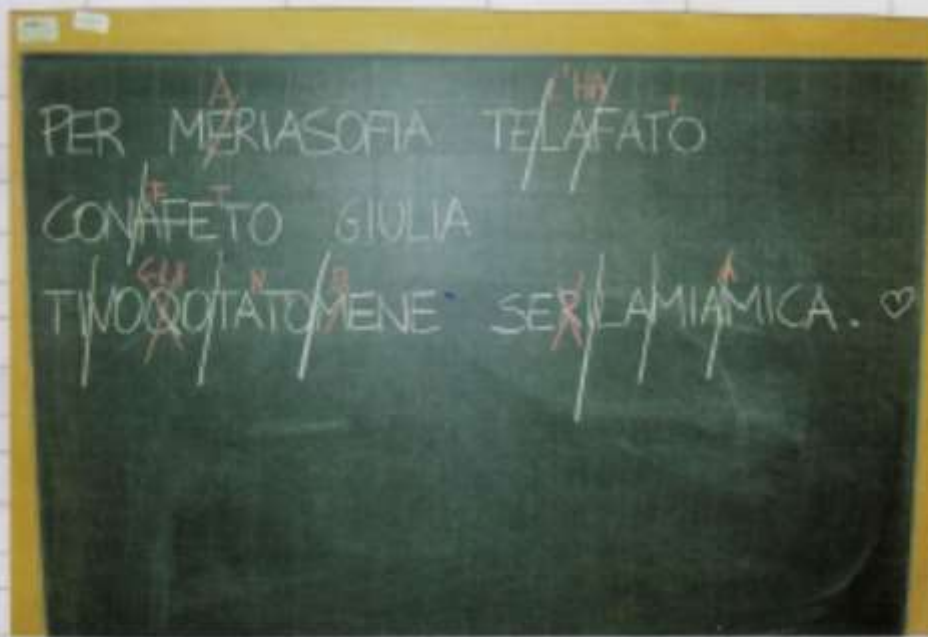 PER MERIASOFIA TELAFATO
CONAFETO GIULIA
TIVOQOTATOMENE SERILAMIAMICA. ♡